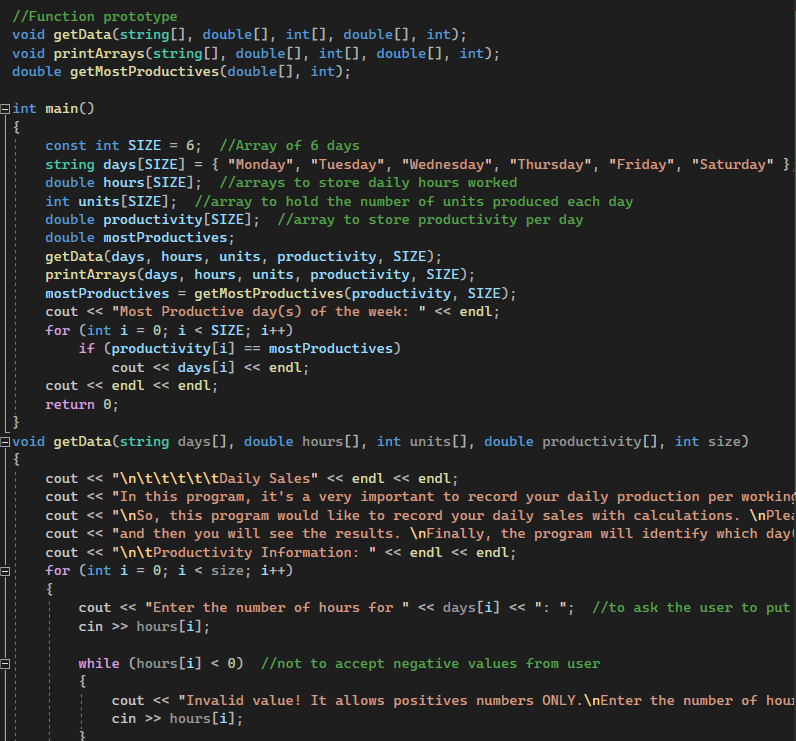 //Function prototype
void getData(string[], double[], int[], double[], int);
void printArrays(string[], double[], int[], double[], int);
double getMostProductives(double[], int);
int main()
{
    const int SIZE = 6;  //Array of 6 days
    string days[SIZE] = { "Monday", "Tuesday", "Wednesday", "Thursday", "Friday", "Saturday" }
    double hours[SIZE];  //arrays to store daily hours worked
    int units[SIZE];  //array to hold the number of units produced each day
    double productivity[SIZE];  //array to store productivity per day
    double mostProductives;
    getData(days, hours, units, productivity, SIZE);
    printArrays(days, hours, units, productivity, SIZE);
    mostProductives = getMostProductives(productivity, SIZE);
    cout << "Most Productive day(s) of the week: " << endl;
    for (int i = 0; i < SIZE; i++)
        if (productivity[i] == mostProductives)
            cout << days[i] << endl;
    cout << endl << endl;
    return 0;
}
void getData(string days[], double hours[], int units[], double productivity[], int size)
{
    cout << "\n\t\t\t\t\tDaily Sales" << endl << endl;
    cout << "In this program, it's a very important to record your daily production per working
    cout << "\nSo, this program would like to record your daily sales with calculations. \nPlea
    cout << "and then you will see the results. \nFinally, the program will identify which day(
    cout << "\n\tProductivity Information: " << endl << endl;
    for (int i = 0; i < size; i++)
    {
        cout << "Enter the number of hours for " << days[i] << ": ";  //to ask the user to put
        cin >> hours[i];
        while (hours[i] < 0)  //not to accept negative values from user
        {
            cout << "Invalid value! It allows positives numbers ONLY.\nEnter the number of hou
            cin >> hours[i];
        }